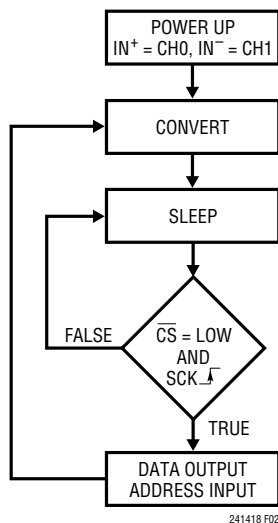 POWER UP
IN⁺ = CH0, IN⁻ = CH1
CONVERT
SLEEP
FALSE
C̅S̅ = LOW
AND
SCK
TRUE
DATA OUTPUT
ADDRESS INPUT
241418 F02